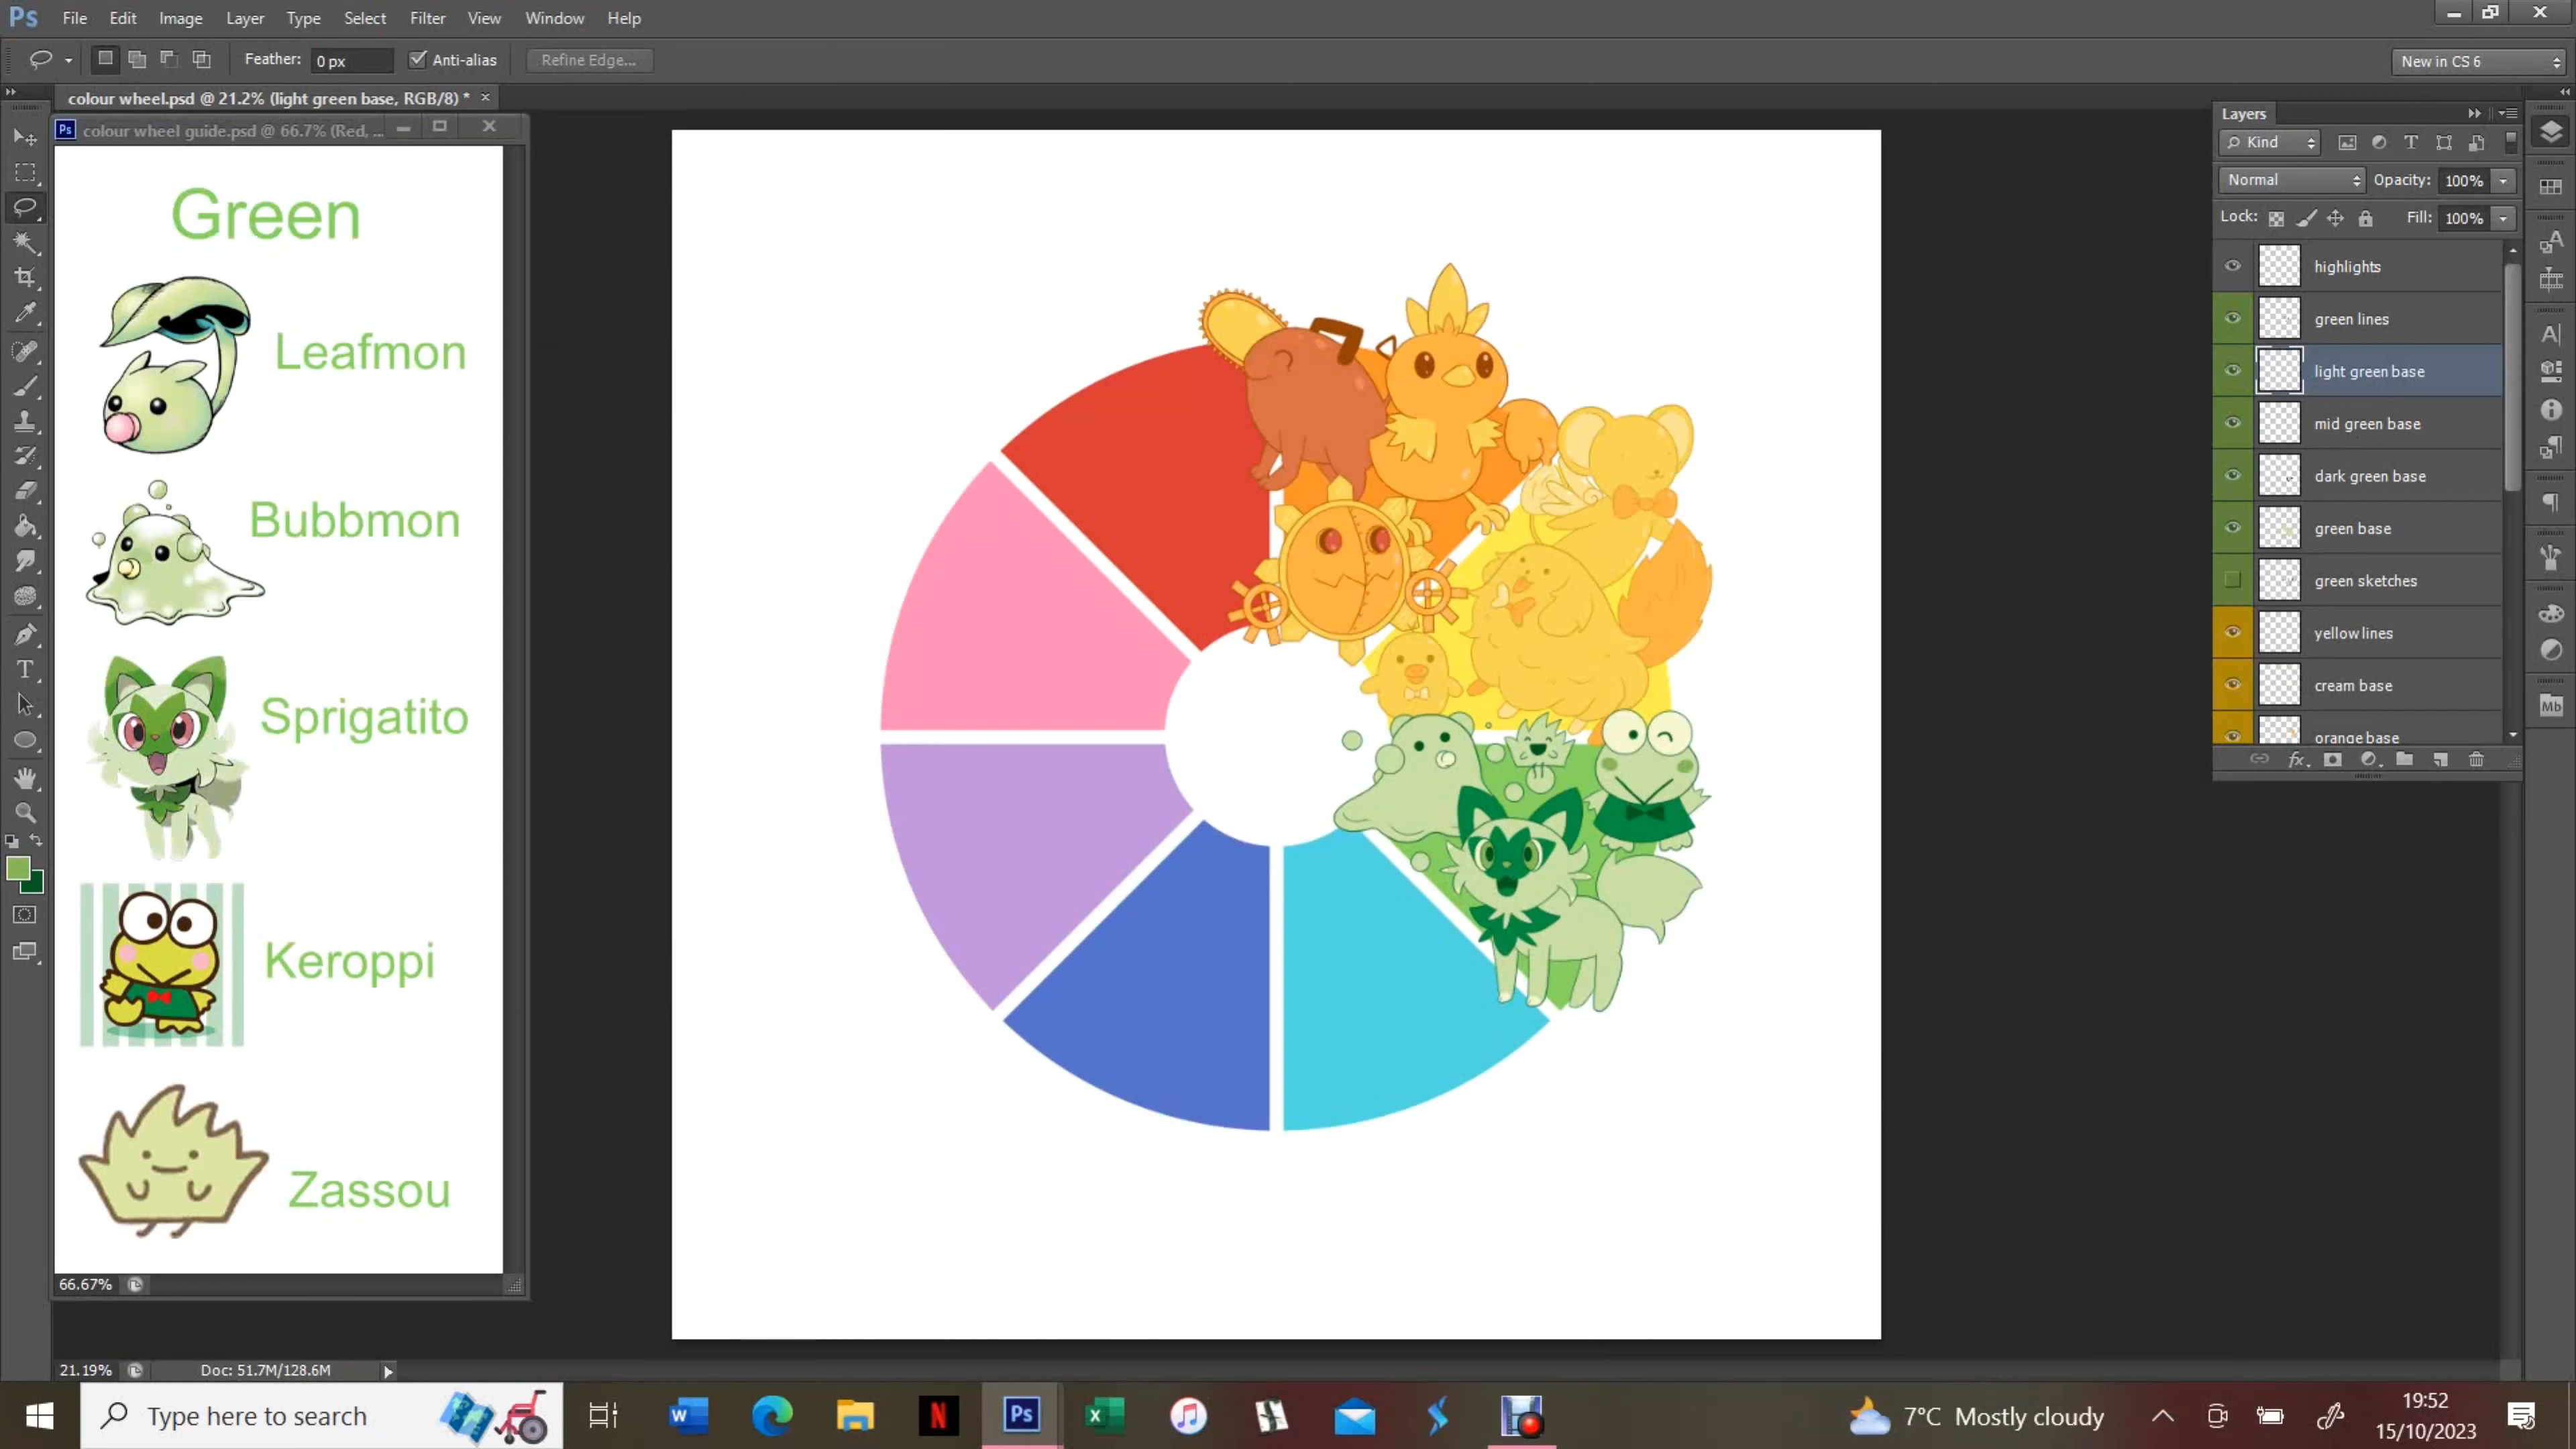 Ps File Edit Image Layer Type Select Filter View Window Help
Feather: 0 px Anti-alias Refine Edge... New in CS 6
colour wheel.psd @ 21.2% (light green base, RGB/8) *
Ps colour wheel guide.psd @ 66.7% (Red, ...
Green
Leafmon
Bubbmon
Sprigatito
Keroppi
Zassou
66.67%
21.19% Doc: 51.7M/128.6M
Layers
Kind
Normal Opacity: 100%
Lock: Fill: 100%
highlights
green lines
light green base
mid green base
dark green base
green base
green sketches
yellow lines
cream base
orange base
fx
Mb
Type here to search
Ps
7°C Mostly cloudy
19:52
15/10/2023